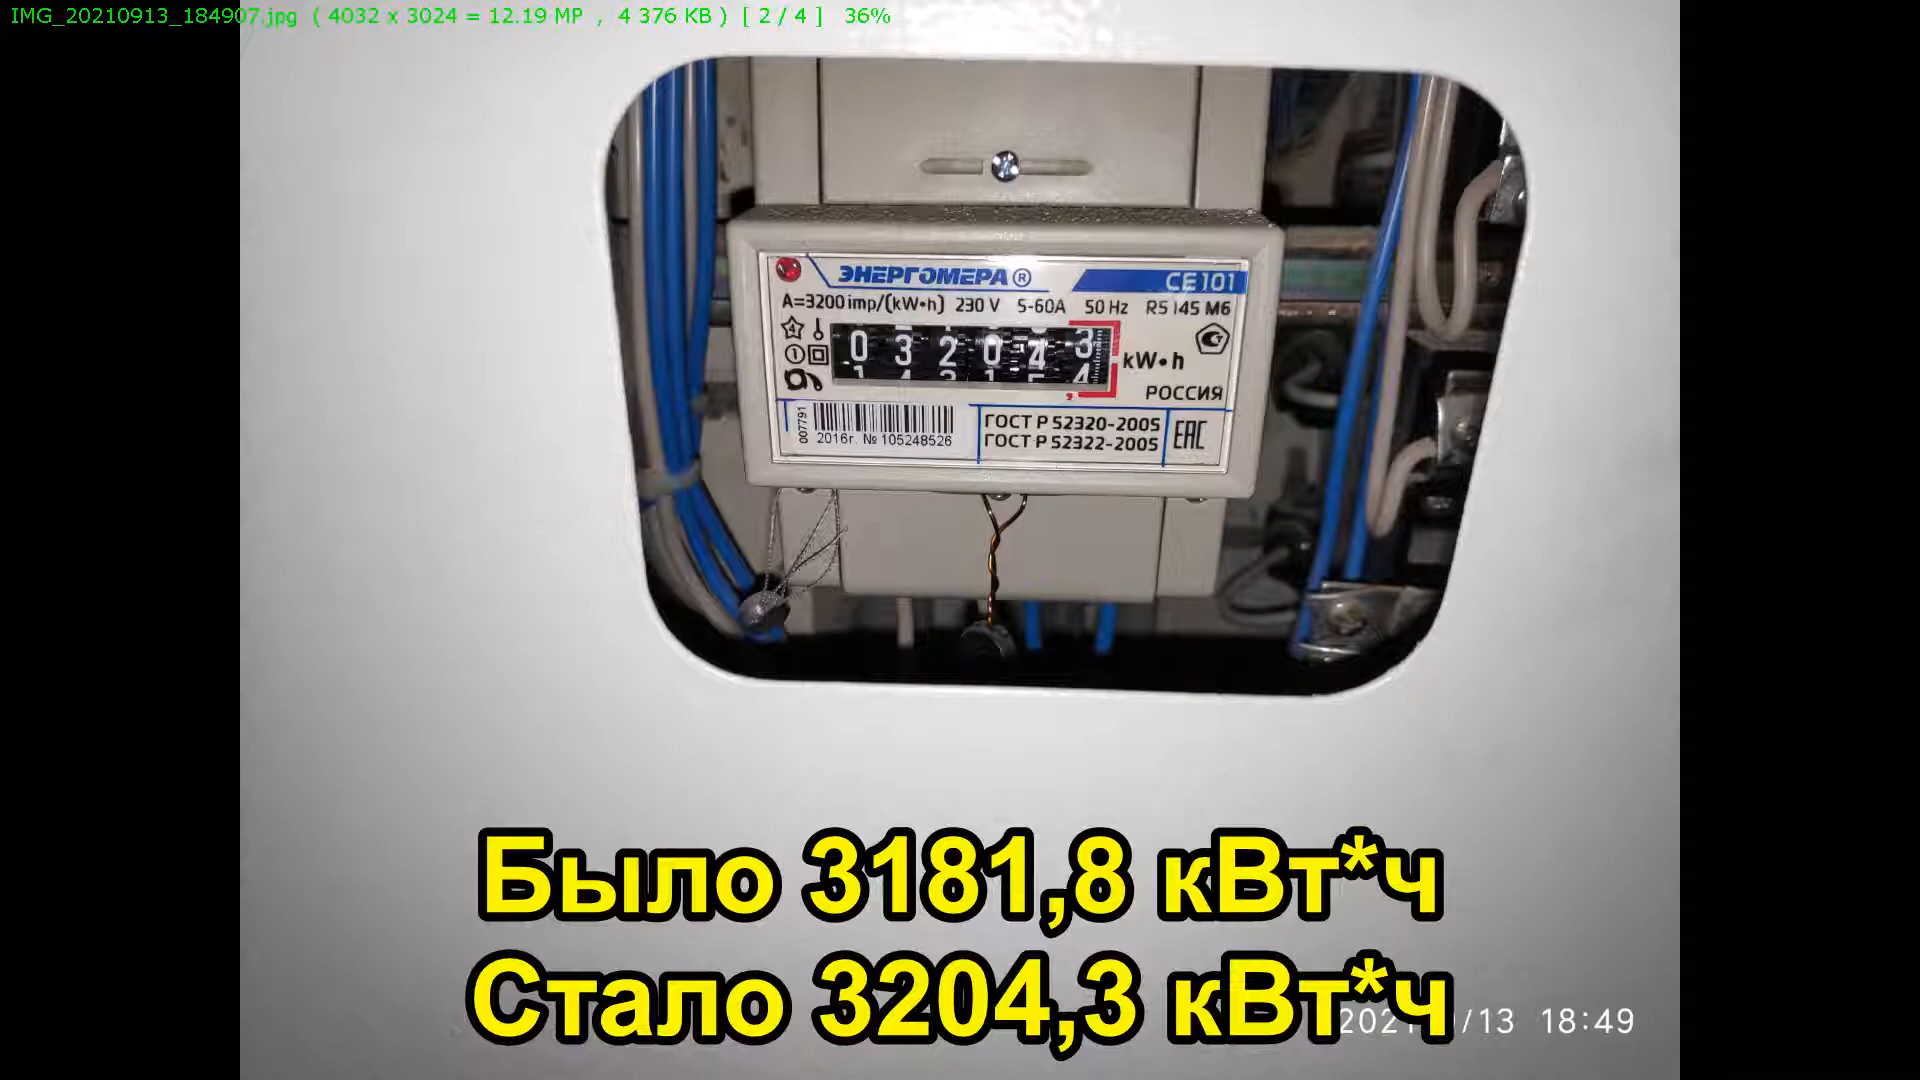 IMG_20210913_184907.jpg ( 4032 x 3024 = 12.19 MP , 4 376 KB ) [ 2 / 4 ] 36%
ЭНЕРГОМЕРА® CE101
A=3200 imp/(kW•h) 230 V 5-60A 50 Hz R5 145 M6
0 3 2 0 4 3
kW•h
РОССИЯ
007791
2016г. № 105248526
ГОСТ Р 52320-2005
ГОСТ Р 52322-2005
EAC
Было 3181,8 кВт*ч
Стало 3204,3 кВт*ч
/13 18:49